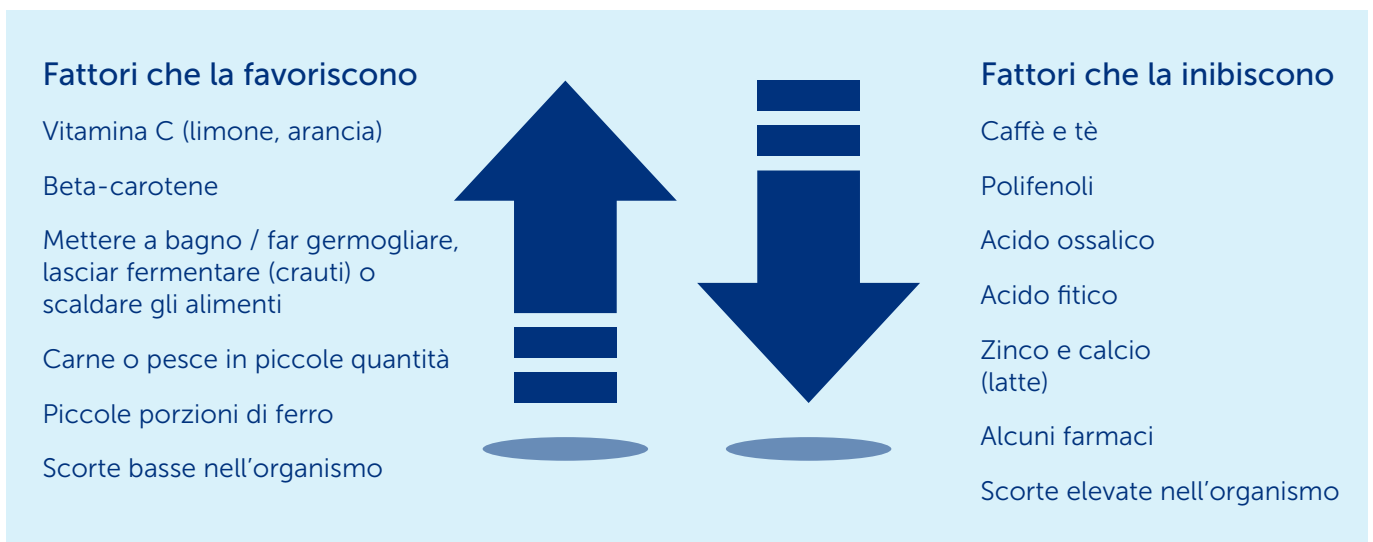 Fattori che la favoriscono
Vitamina C (limone, arancia)
Beta-carotene
Mettere a bagno / far germogliare,
lasciar fermentare (crauti) o
scaldare gli alimenti
Carne o pesce in piccole quantità
Piccole porzioni di ferro
Scorte basse nell’organismo
Fattori che la inibiscono
Caffè e tè
Polifenoli
Acido ossalico
Acido fitico
Zinco e calcio
(latte)
Alcuni farmaci
Scorte elevate nell’organismo